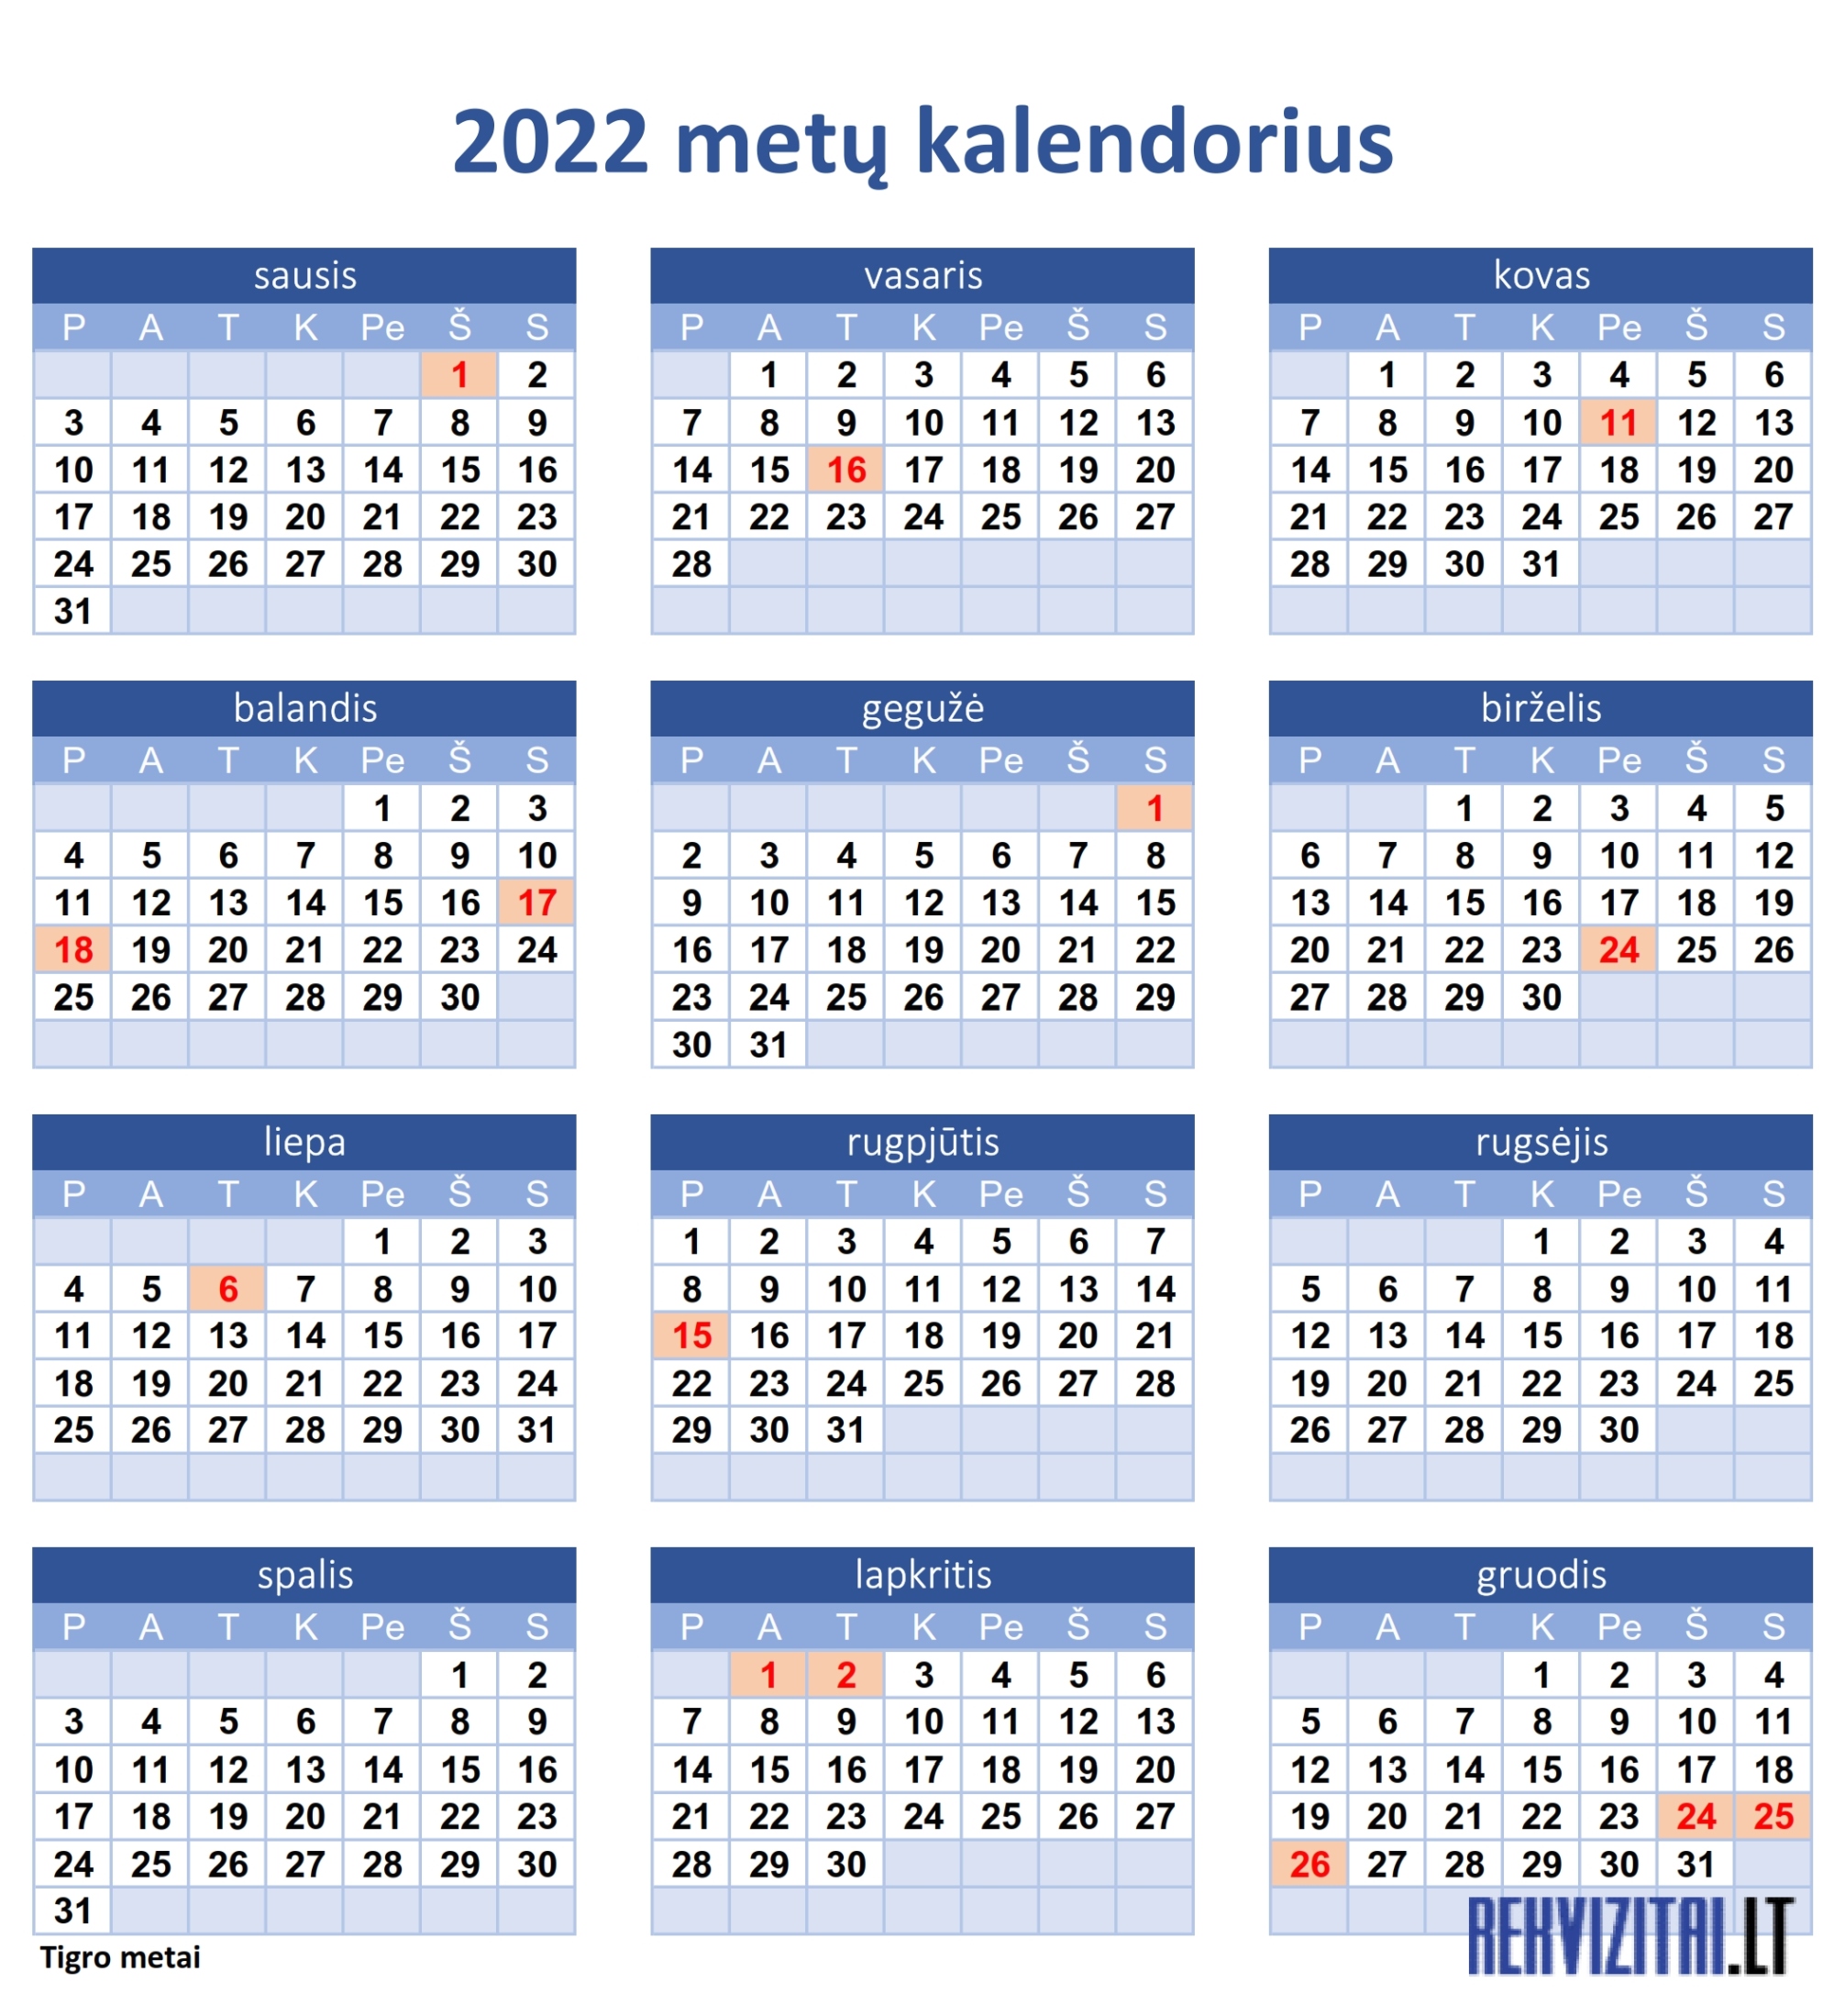 2022 metų kalendorius
sausis
P A T K Pe Š S
1 2
3 4 5 6 7 8 9
10 11 12 13 14 15 16
17 18 19 20 21 22 23
24 25 26 27 28 29 30
31
vasaris
P A T K Pe Š S
1 2 3 4 5 6
7 8 9 10 11 12 13
14 15 16 17 18 19 20
21 22 23 24 25 26 27
28
kovas
P A T K Pe Š S
1 2 3 4 5 6
7 8 9 10 11 12 13
14 15 16 17 18 19 20
21 22 23 24 25 26 27
28 29 30 31
balandis
P A T K Pe Š S
1 2 3
4 5 6 7 8 9 10
11 12 13 14 15 16 17
18 19 20 21 22 23 24
25 26 27 28 29 30
gegužė
P A T K Pe Š S
1
2 3 4 5 6 7 8
9 10 11 12 13 14 15
16 17 18 19 20 21 22
23 24 25 26 27 28 29
30 31
birželis
P A T K Pe Š S
1 2 3 4 5
6 7 8 9 10 11 12
13 14 15 16 17 18 19
20 21 22 23 24 25 26
27 28 29 30
liepa
P A T K Pe Š S
1 2 3
4 5 6 7 8 9 10
11 12 13 14 15 16 17
18 19 20 21 22 23 24
25 26 27 28 29 30 31
rugpjūtis
P A T K Pe Š S
1 2 3 4 5 6 7
8 9 10 11 12 13 14
15 16 17 18 19 20 21
22 23 24 25 26 27 28
29 30 31
rugsėjis
P A T K Pe Š S
1 2 3 4
5 6 7 8 9 10 11
12 13 14 15 16 17 18
19 20 21 22 23 24 25
26 27 28 29 30
spalis
P A T K Pe Š S
1 2
3 4 5 6 7 8 9
10 11 12 13 14 15 16
17 18 19 20 21 22 23
24 25 26 27 28 29 30
31
lapkritis
P A T K Pe Š S
1 2 3 4 5 6
7 8 9 10 11 12 13
14 15 16 17 18 19 20
21 22 23 24 25 26 27
28 29 30
gruodis
P A T K Pe Š S
1 2 3 4
5 6 7 8 9 10 11
12 13 14 15 16 17 18
19 20 21 22 23 24 25
26 27 28 29 30 31
Tigro metai
REKVIZITAI.LT